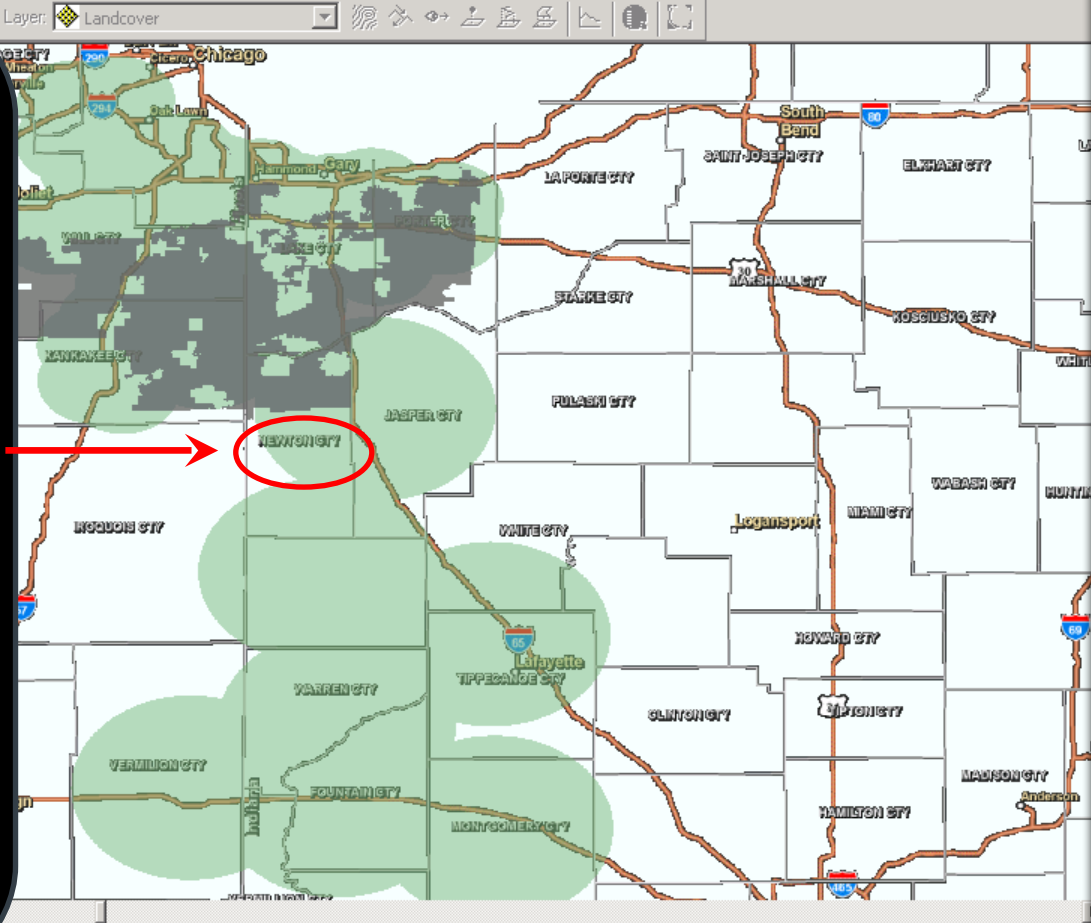 Layer: Landcover
290
Cicero
Chicago
Wheaton
294
Oak Lawn
South
Bend
80
SAINT JOSEPH CTY
ELKHART CTY
Hammond
Gary
LA PORTE CTY
Joliet
PORTER CTY
WILL CTY
LAKE CTY
30
MARSHALL CTY
STARKE CTY
KOSCIUSKO CTY
KANKAKEE CTY
PULASKI CTY
JASPER CTY
NEWTON CTY
WABASH CTY
MIAMI CTY
IROQUOIS CTY
WHITE CTY
Logansport
57
65
69
HOWARD CTY
Lafayette
TIPPECANOE CTY
WARREN CTY
CLINTON CTY
TIPTON CTY
VERMILION CTY
MADISON CTY
FOUNTAIN CTY
Anderson
Indiana
HAMILTON CTY
MONTGOMERY CTY
465